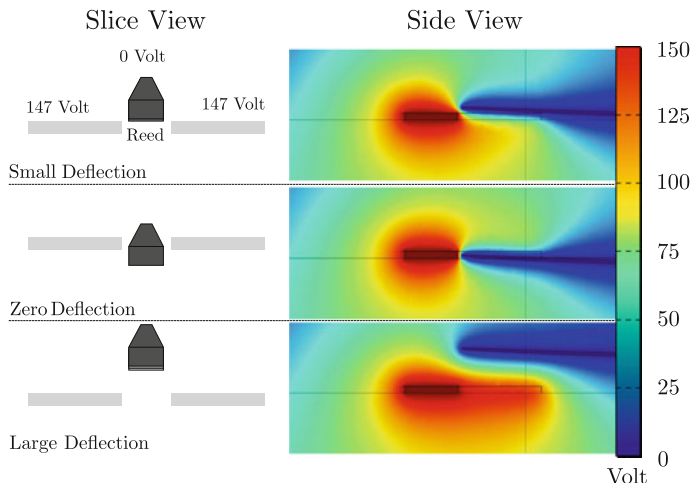 Slice View
Side View
0 Volt
147 Volt
147 Volt
Reed
Small Deflection
Zero Deflection
Large Deflection
150
125
100
75
50
25
0
Volt